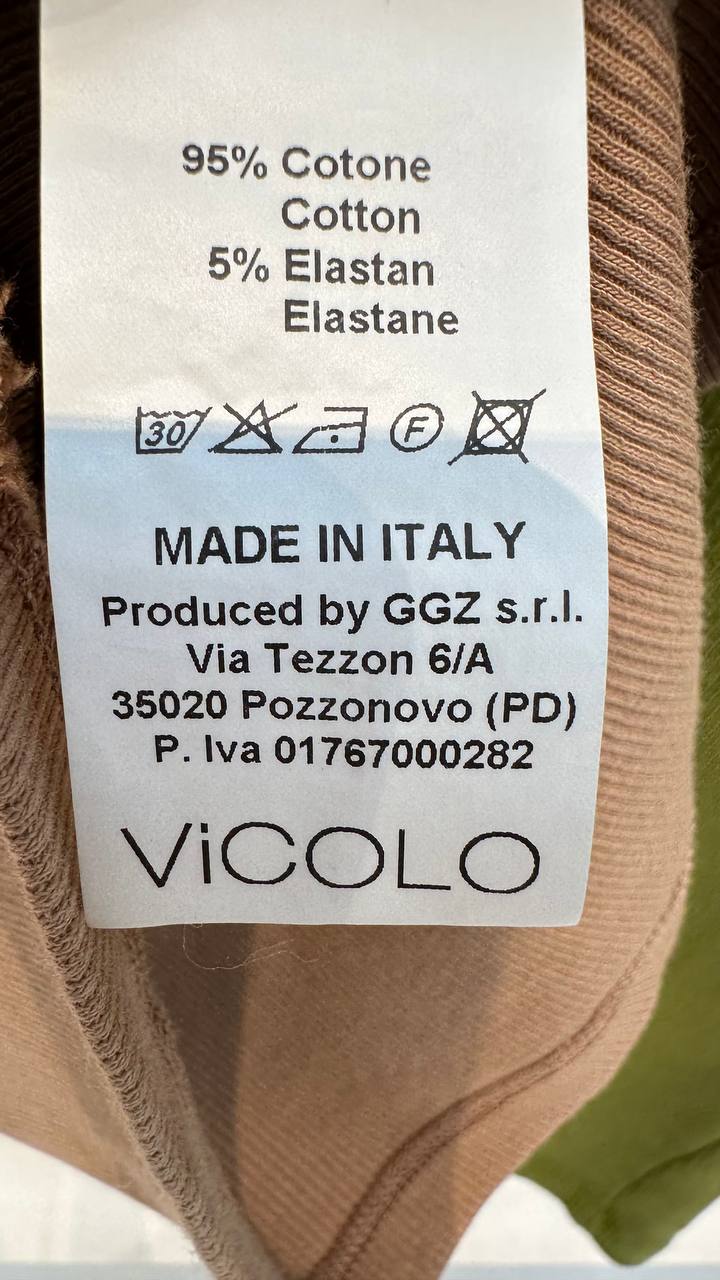 95% Cotone
Cotton
5% Elastan
Elastane
30 F
MADE IN ITALY
Produced by GGZ s.r.l.
Via Tezzon 6/A
35020 Pozzonovo (PD)
P. Iva 01767000282
ViCOLO